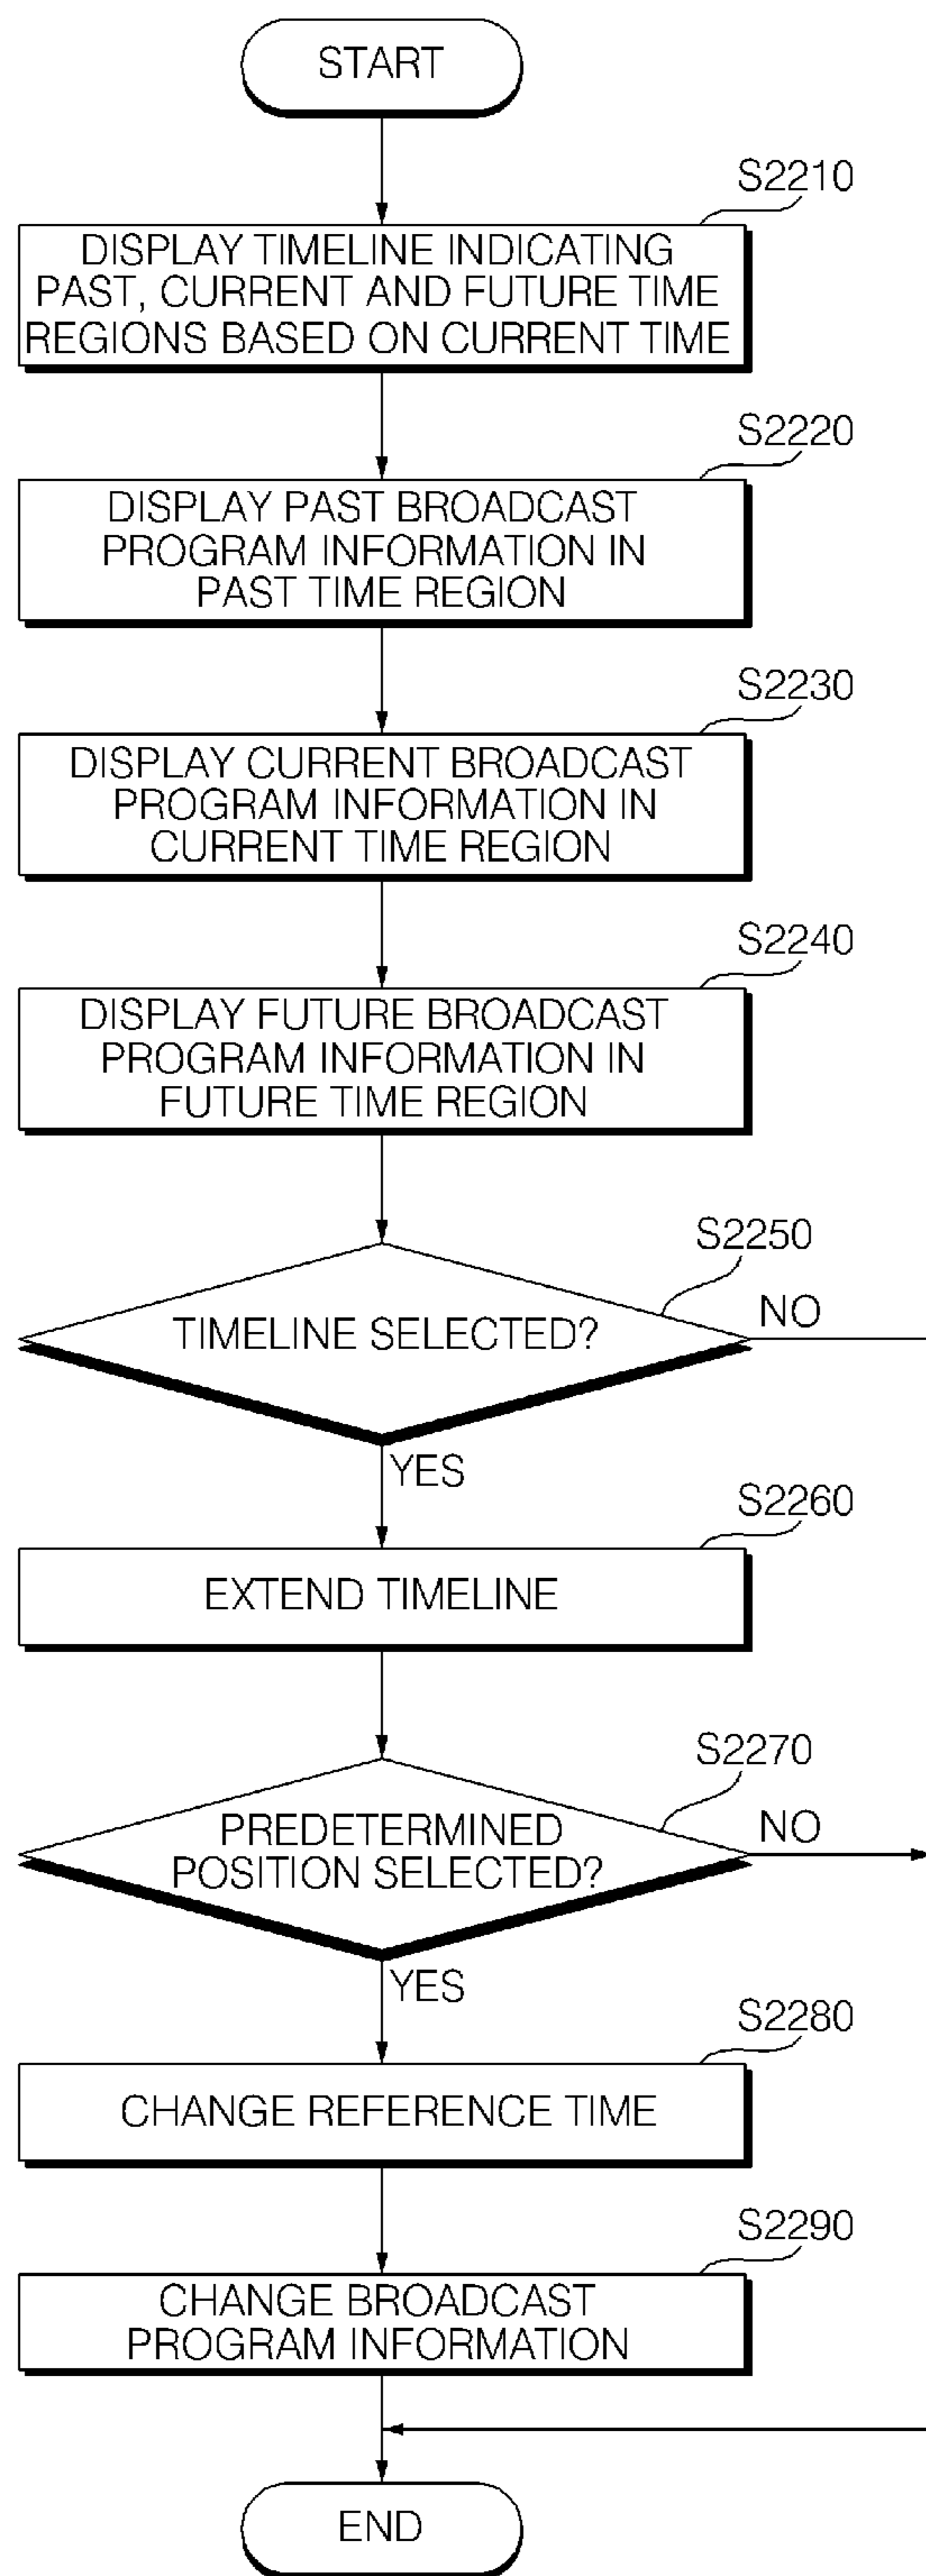 START
S2210
DISPLAY TIMELINE INDICATING
PAST, CURRENT AND FUTURE TIME
REGIONS BASED ON CURRENT TIME
S2220
DISPLAY PAST BROADCAST
PROGRAM INFORMATION IN
PAST TIME REGION
S2230
DISPLAY CURRENT BROADCAST
PROGRAM INFORMATION IN
CURRENT TIME REGION
S2240
DISPLAY FUTURE BROADCAST
PROGRAM INFORMATION IN
FUTURE TIME REGION
S2250
TIMELINE SELECTED?
NO
YES
S2260
EXTEND TIMELINE
S2270
PREDETERMINED
POSITION SELECTED?
NO
YES
S2280
CHANGE REFERENCE TIME
S2290
CHANGE BROADCAST
PROGRAM INFORMATION
END